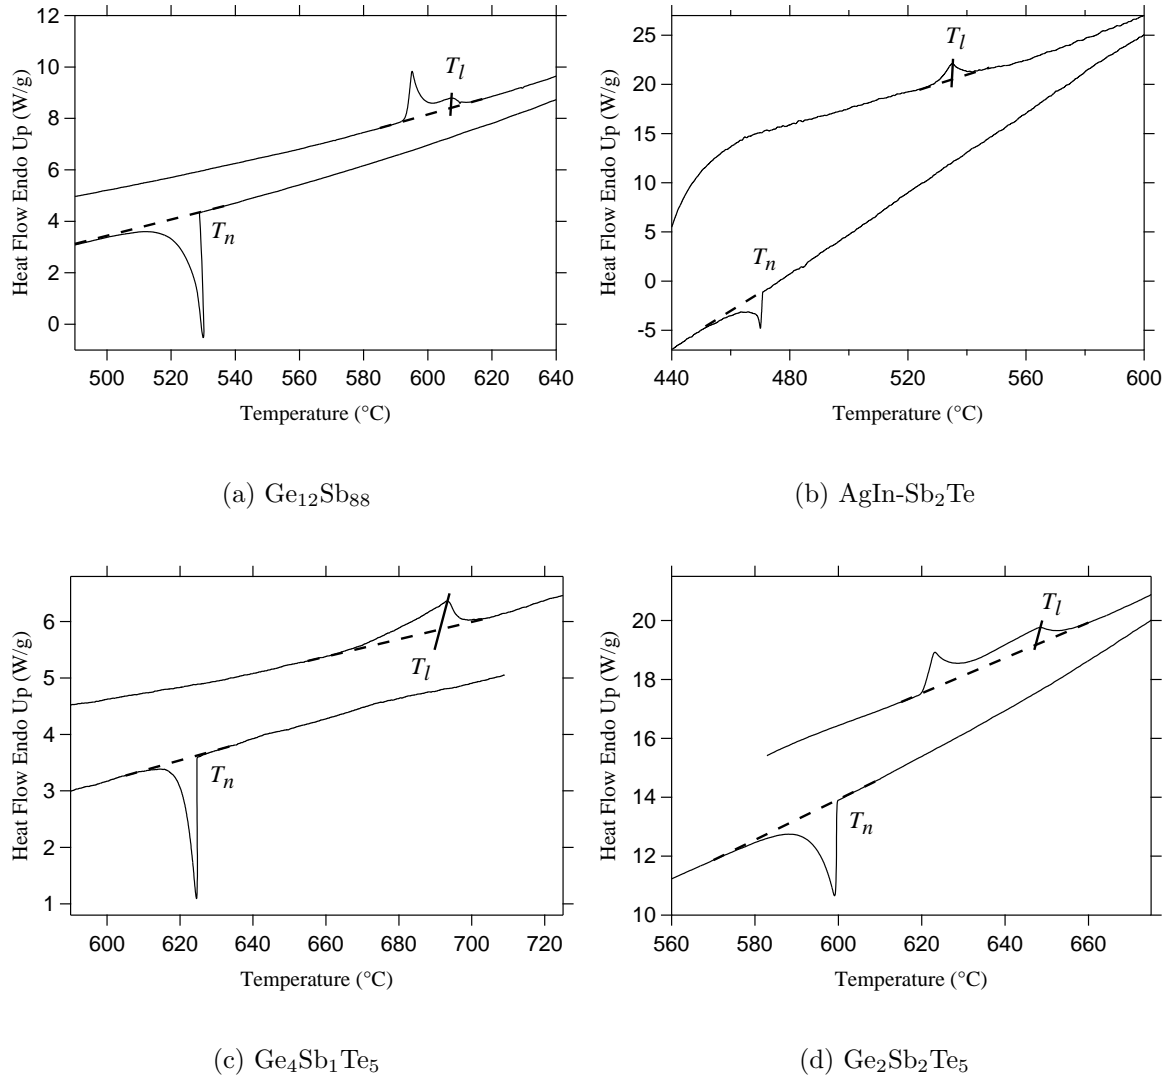 12
10
8
6
4
2
0
Heat Flow Endo Up (W/g)
T_l
T_n
500 520 540 560 580 600 620 640
Temperature (°C)
(a) Ge₁₂Sb₈₈
25
20
15
10
5
0
-5
Heat Flow Endo Up (W/g)
T_l
T_n
440 480 520 560 600
Temperature (°C)
(b) AgIn-Sb₂Te
6
5
4
3
2
1
Heat Flow Endo Up (W/g)
T_l
T_n
600 620 640 660 680 700 720
Temperature (°C)
(c) Ge₄Sb₁Te₅
20
18
16
14
12
10
Heat Flow Endo Up (W/g)
T_l
T_n
560 580 600 620 640 660
Temperature (°C)
(d) Ge₂Sb₂Te₅